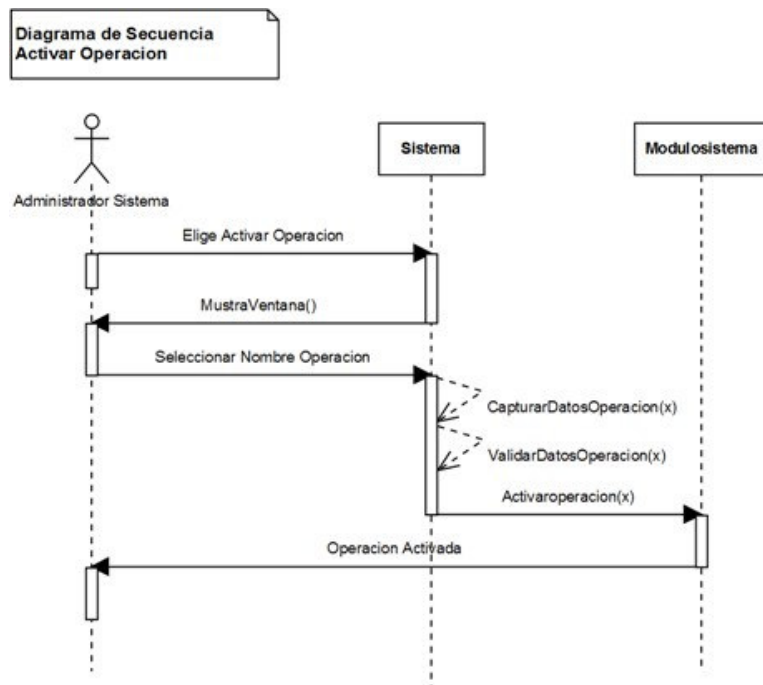 Diagrama de Secuencia
Activar Operacion
Sistema
Modulosistema
Administrador Sistema
Elige Activar Operacion
MustraVentana()
Seleccionar Nombre Operacion
CapturarDatosOperacion(x)
ValidarDatosOperacion(x)
Activaroperacion(x)
Operacion Activada